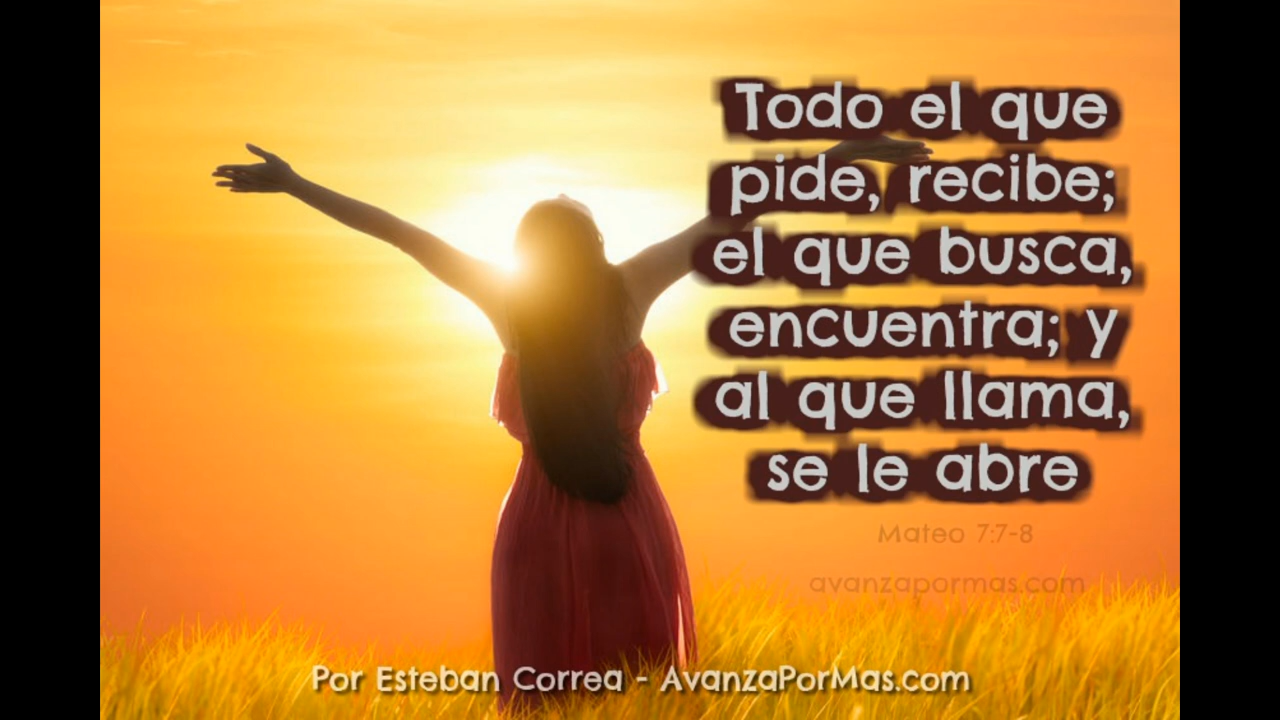 Todo el que
pide, recibe;
el que busca,
encuentra; y
al que llama,
se le abre
Mateo 7:7-8
avanzapormas.com
Por Esteban Correa - AvanzaPorMas.com